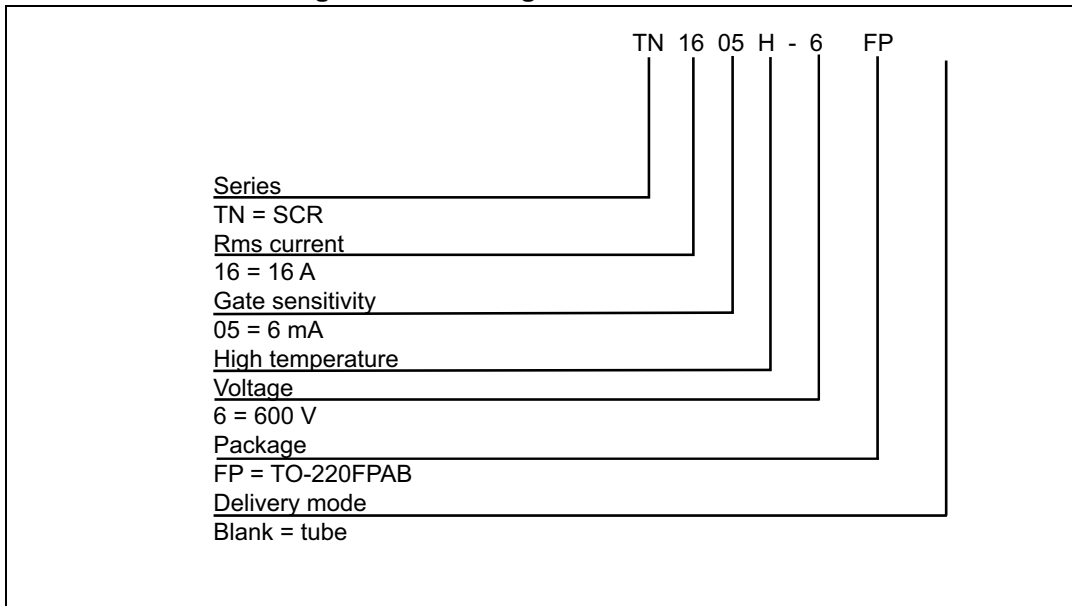 TN 16 05 H - 6 FP
Series
TN = SCR
Rms current
16 = 16 A
Gate sensitivity
05 = 6 mA
High temperature
Voltage
6 = 600 V
Package
FP = TO-220FPAB
Delivery mode
Blank = tube